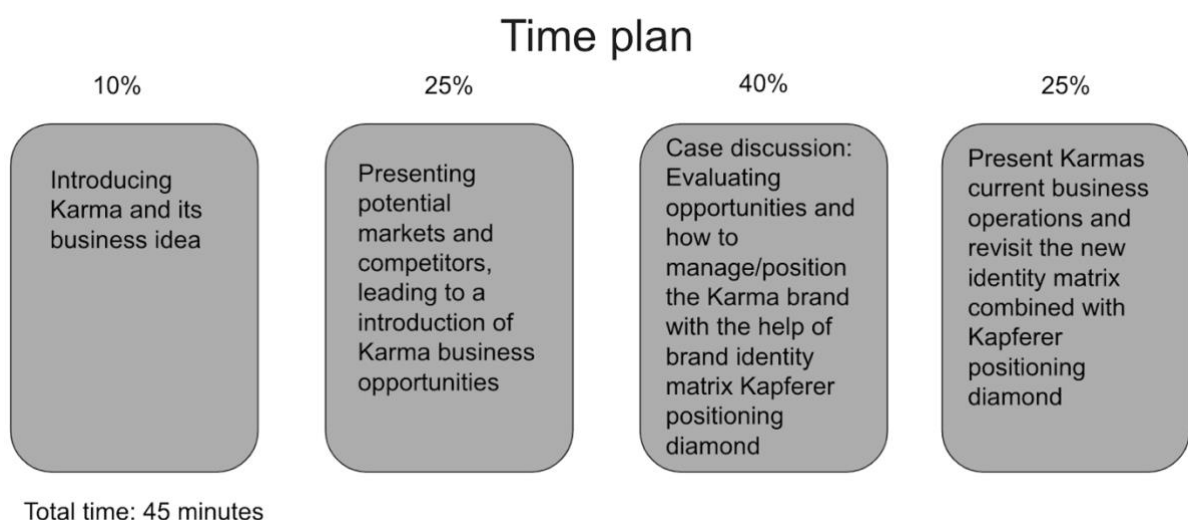 Time plan
10%
25%
40%
25%
Introducing
Karma and its
business idea
Presenting
potential
markets and
competitors,
leading to a
introduction of
Karma business
opportunities
Case discussion:
Evaluating
opportunities and
how to
manage/position
the Karma brand
with the help of
brand identity
matrix Kapferer
positioning
diamond
Present Karmas
current business
operations and
revisit the new
identity matrix
combined with
Kapferer
positioning
diamond
Total time: 45 minutes